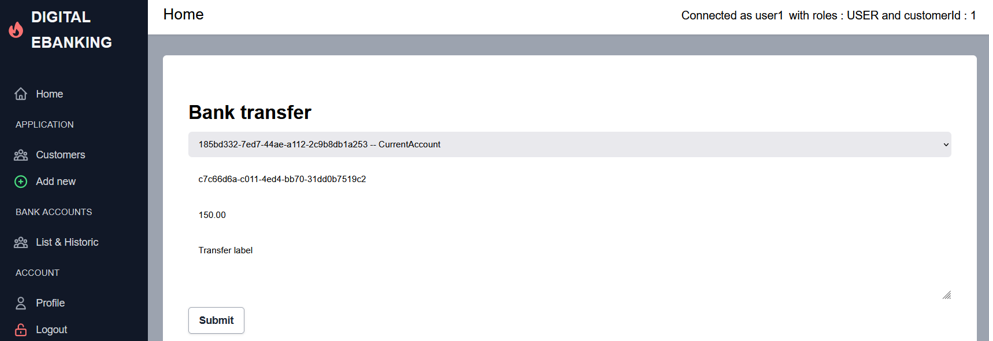 DIGITAL
EBANKING
Home
Connected as user1 with roles : USER and customerId : 1
Home
APPLICATION
Customers
Add new
BANK ACCOUNTS
List & Historic
ACCOUNT
Profile
Logout
Bank transfer
185bd332-7ed7-44ae-a112-2c9b8db1a253 -- CurrentAccount
c7c66d6a-c011-4ed4-bb70-31dd0b7519c2
150.00
Transfer label
Submit